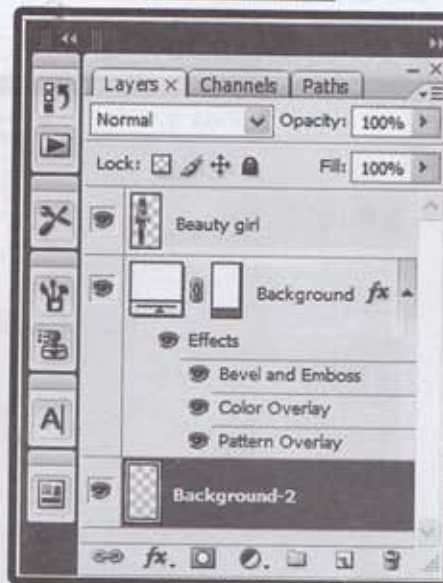 Layers × Channels Paths
Normal Opacity: 100%
Lock: Fill: 100%
Beauty girl
Background fx
Effects
Bevel and Emboss
Color Overlay
Pattern Overlay
Background-2
fx.
A